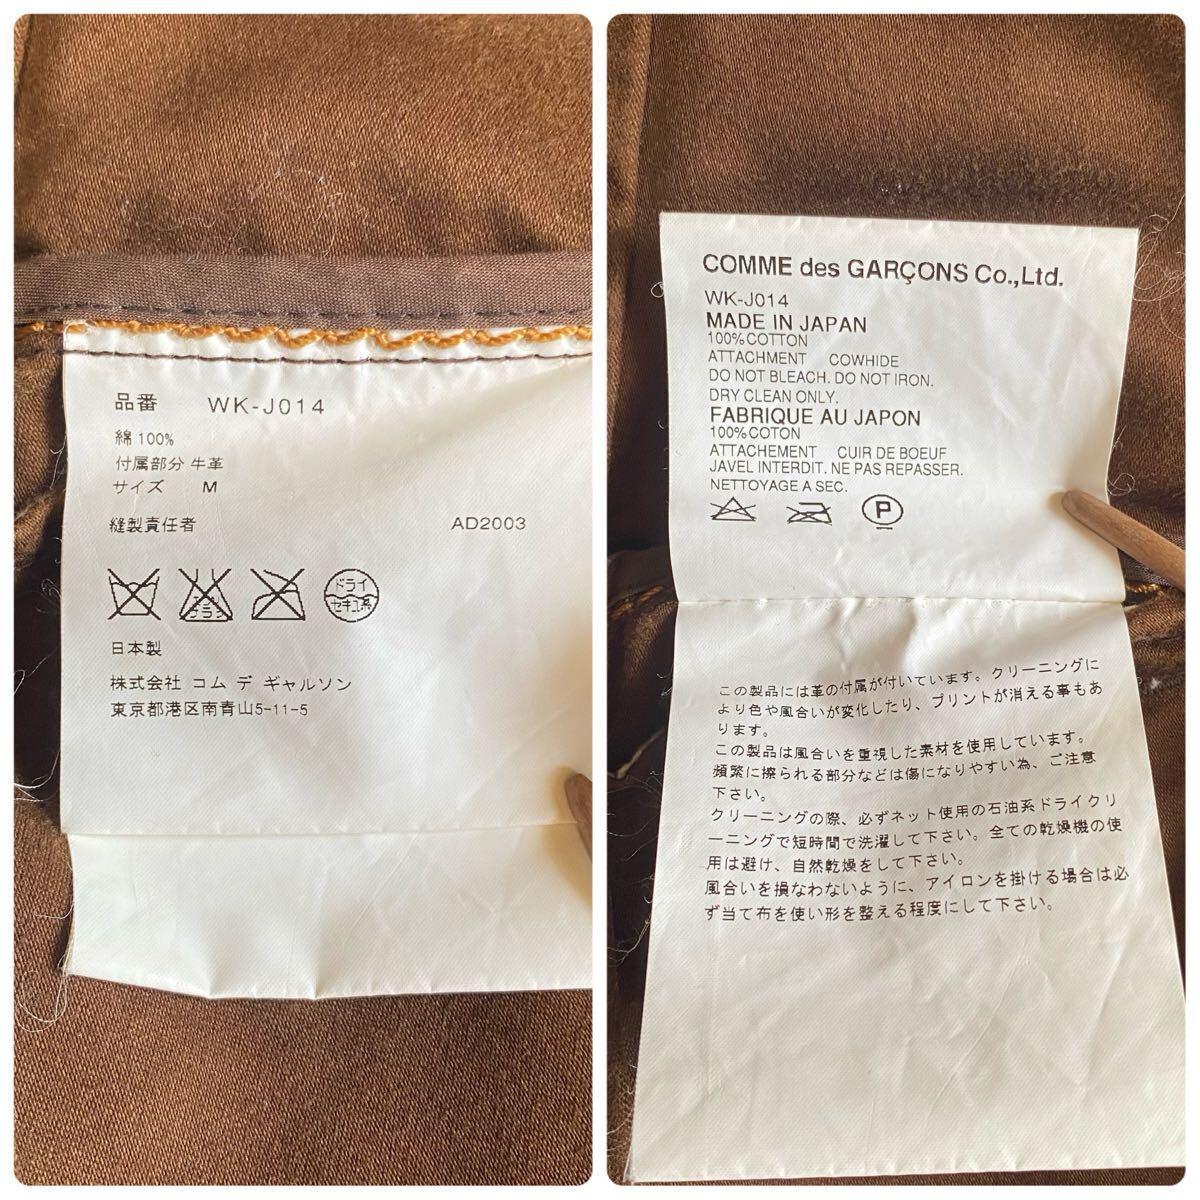 品番 WK-J014
綿 100%
付属部分 牛革
サイズ M
縫製責任者 AD2003
ドライ
セキユ系
日本製
株式会社 コム デ ギャルソン
東京都港区南青山5-11-5
COMME des GARÇONS Co.,Ltd.
WK-J014
MADE IN JAPAN
100%COTTON
ATTACHMENT COWHIDE
DO NOT BLEACH. DO NOT IRON.
DRY CLEAN ONLY.
FABRIQUE AU JAPON
100%COTON
ATTACHEMENT CUIR DE BOEUF
JAVEL INTERDIT. NE PAS REPASSER.
NETTOYAGE A SEC.
P
この製品には革の付属が付いています。クリーニングに
より色や風合いが変化したり、プリントが消える事もあ
ります。
この製品は風合いを重視した素材を使用しています。
頻繁に擦られる部分などは傷になりやすい為、ご注意
下さい。
クリーニングの際、必ずネット使用の石油系ドライクリ
ーニングで短時間で洗濯して下さい。全ての乾燥機の使
用は避け、自然乾燥をして下さい。
風合いを損なわないように、アイロンを掛ける場合は必
ず当て布を使い形を整える程度にして下さい。